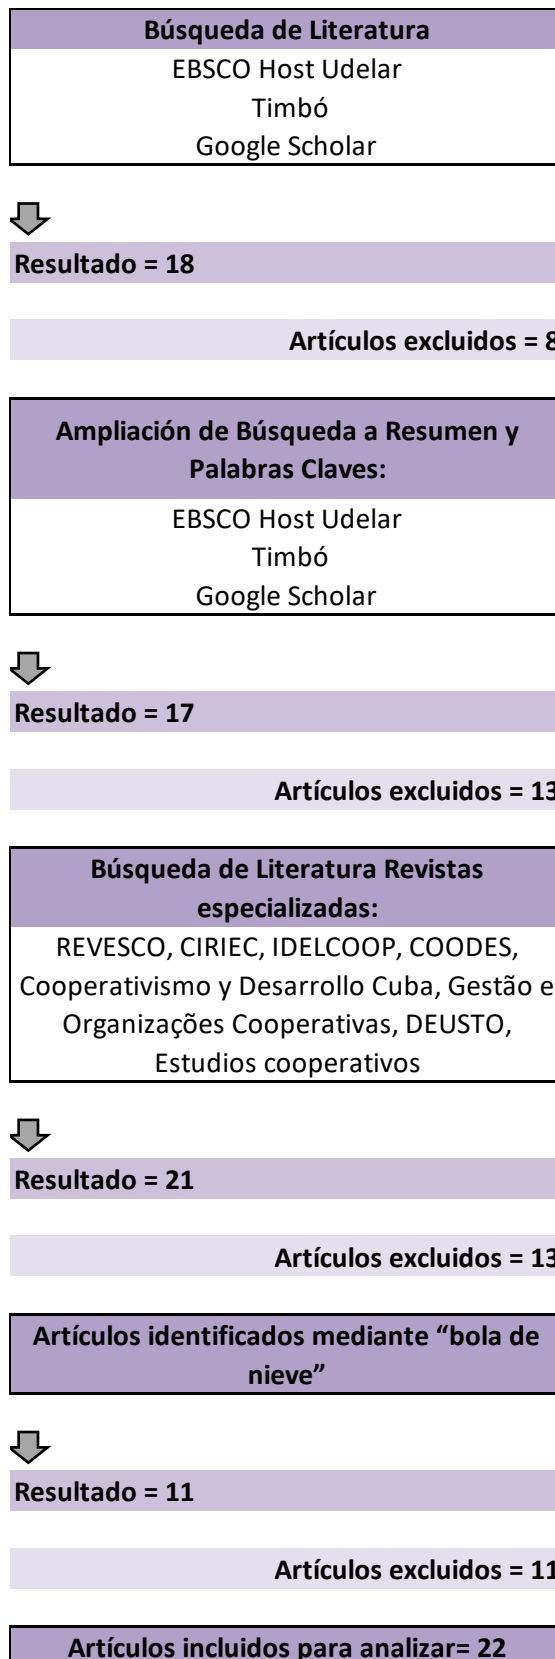 Búsqueda de Literatura
EBSCO Host Udelar
Timbó
Google Scholar
Resultado = 18
Artículos excluidos = 8
Ampliación de Búsqueda a Resumen y
Palabras Claves:
EBSCO Host Udelar
Timbó
Google Scholar
Resultado = 17
Artículos excluidos = 13
Búsqueda de Literatura Revistas
especializadas:
REVESCO, CIRIEC, IDELCOOP, COODES,
Cooperativismo y Desarrollo Cuba, Gestão e
Organizações Cooperativas, DEUSTO,
Estudios cooperativos
Resultado = 21
Artículos excluidos = 13
Artículos identificados mediante “bola de
nieve”
Resultado = 11
Artículos excluidos = 11
Artículos incluidos para analizar= 22